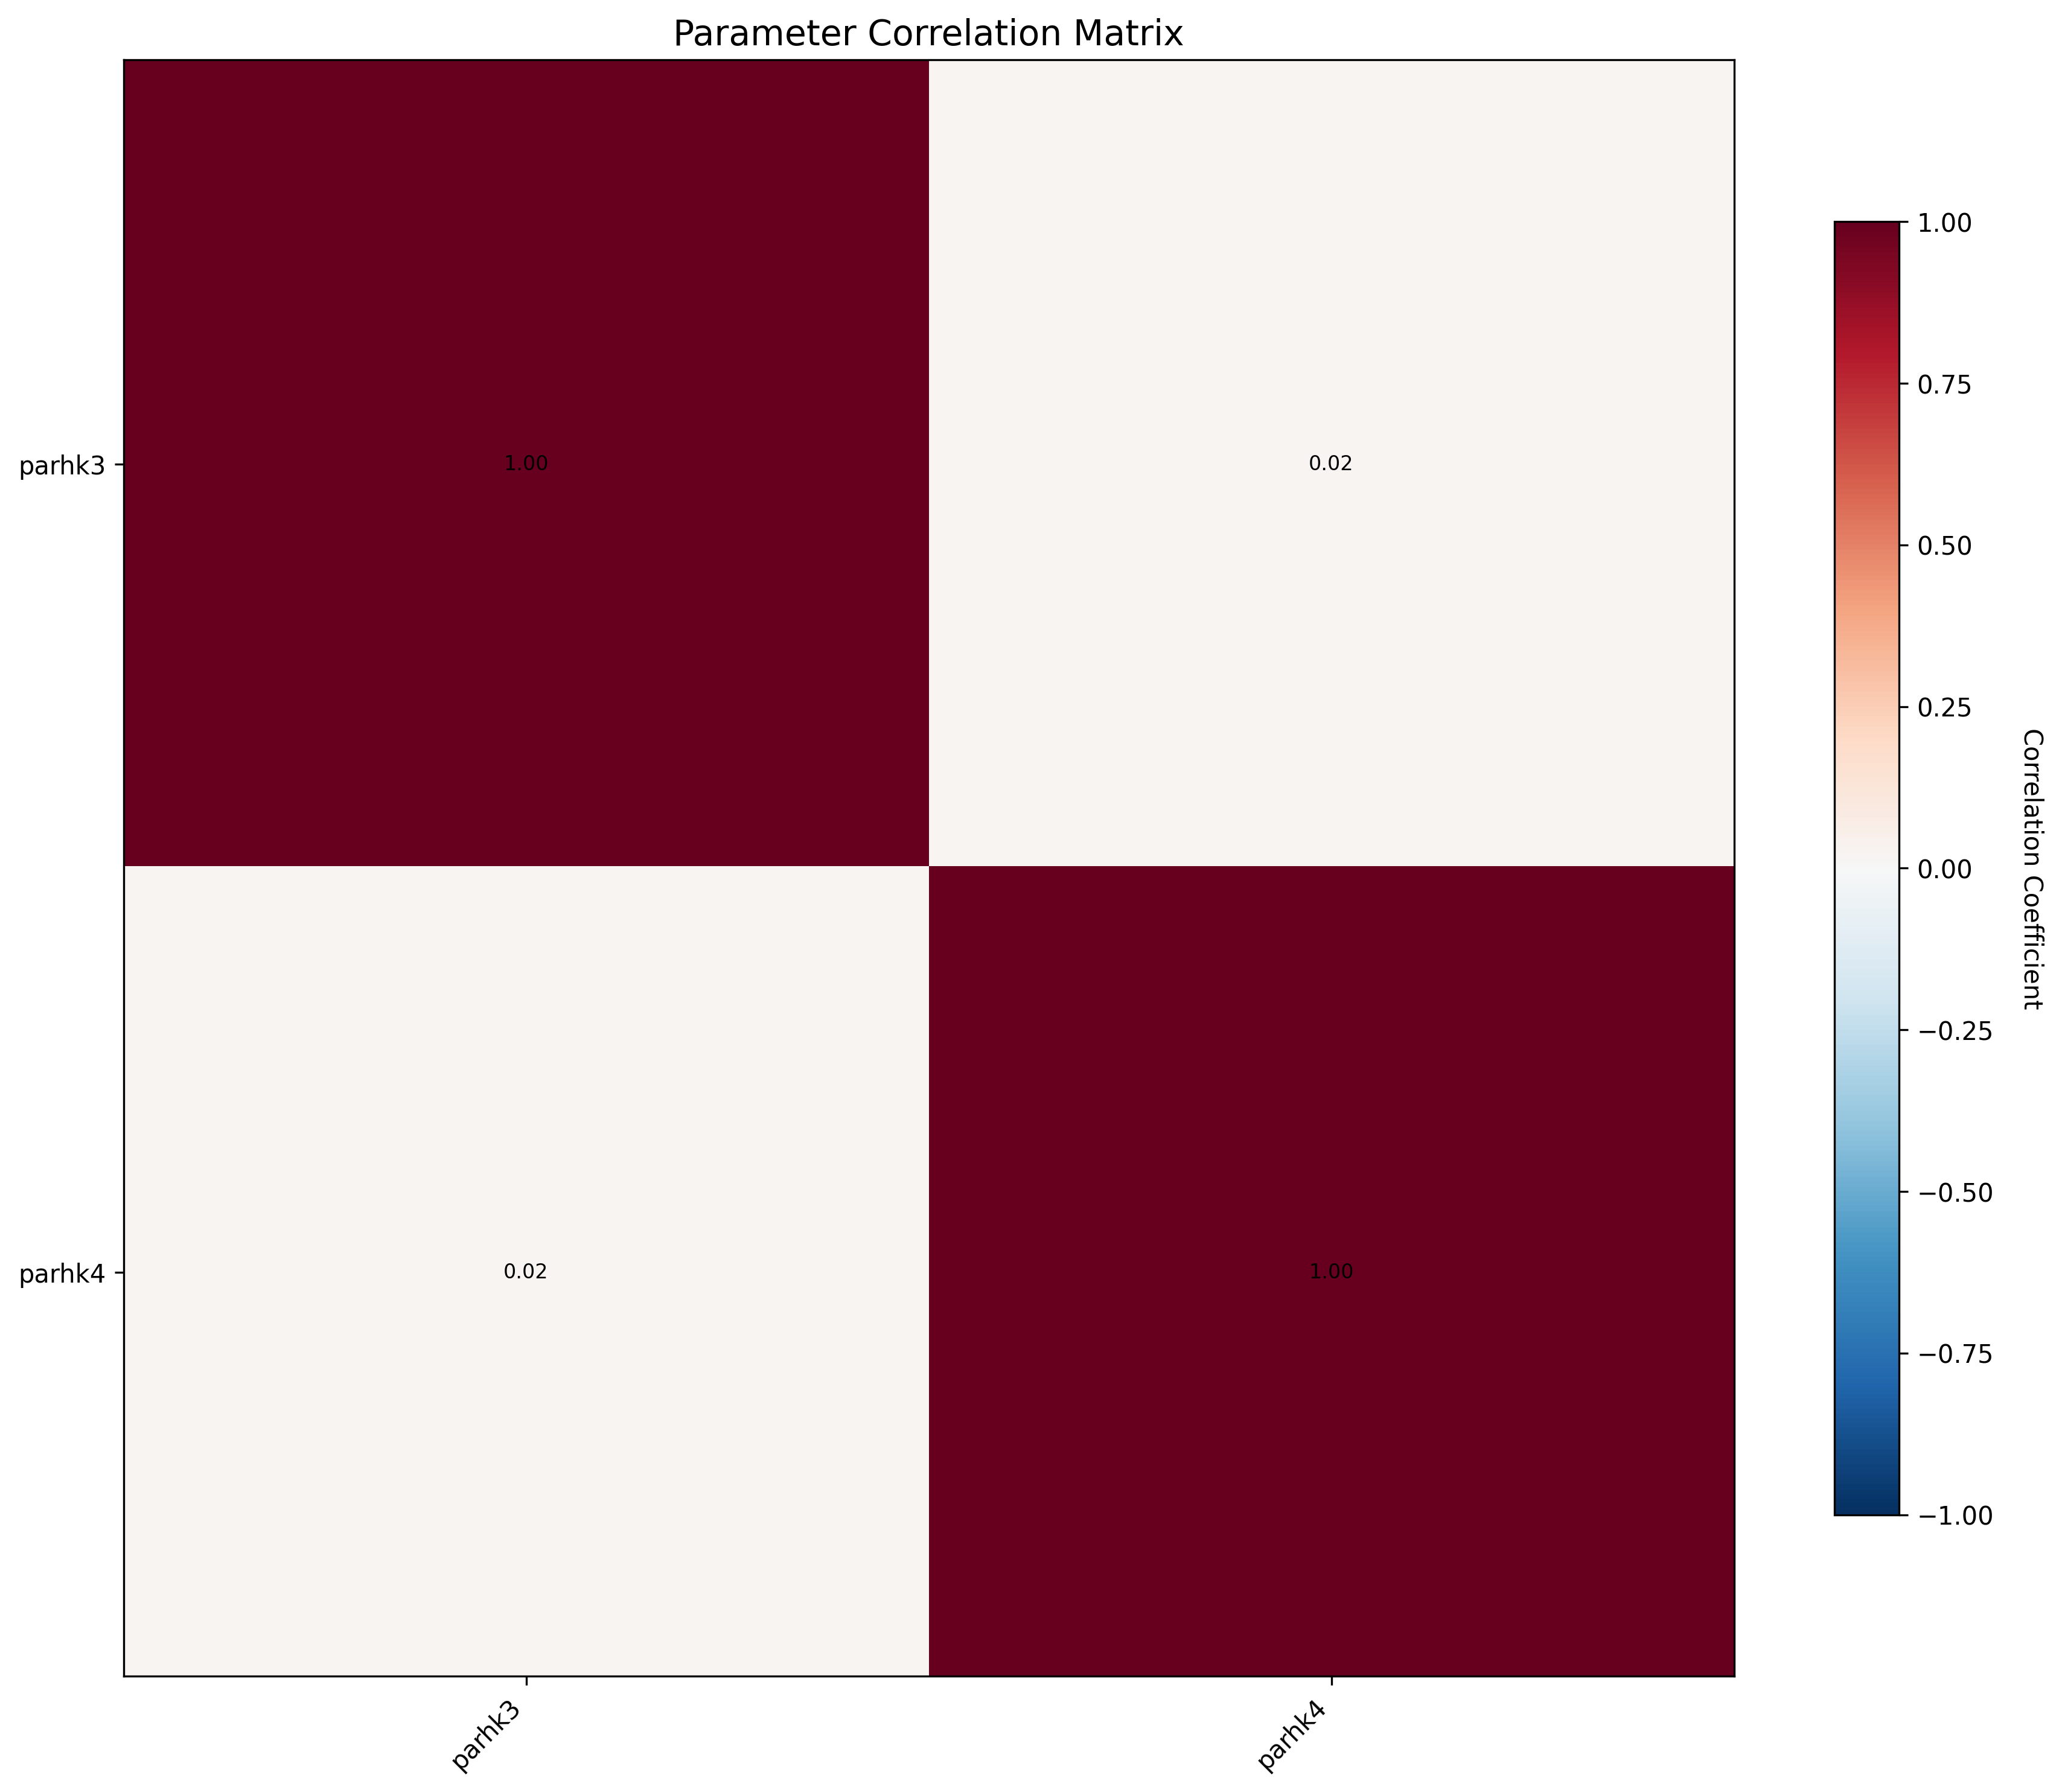 Parameter Correlation Matrix
parhk3
1.00
0.02
parhk4
0.02
1.00
parhk3
parhk4
1.00
0.75
0.50
0.25
0.00
−0.25
−0.50
−0.75
−1.00
Correlation Coefficient